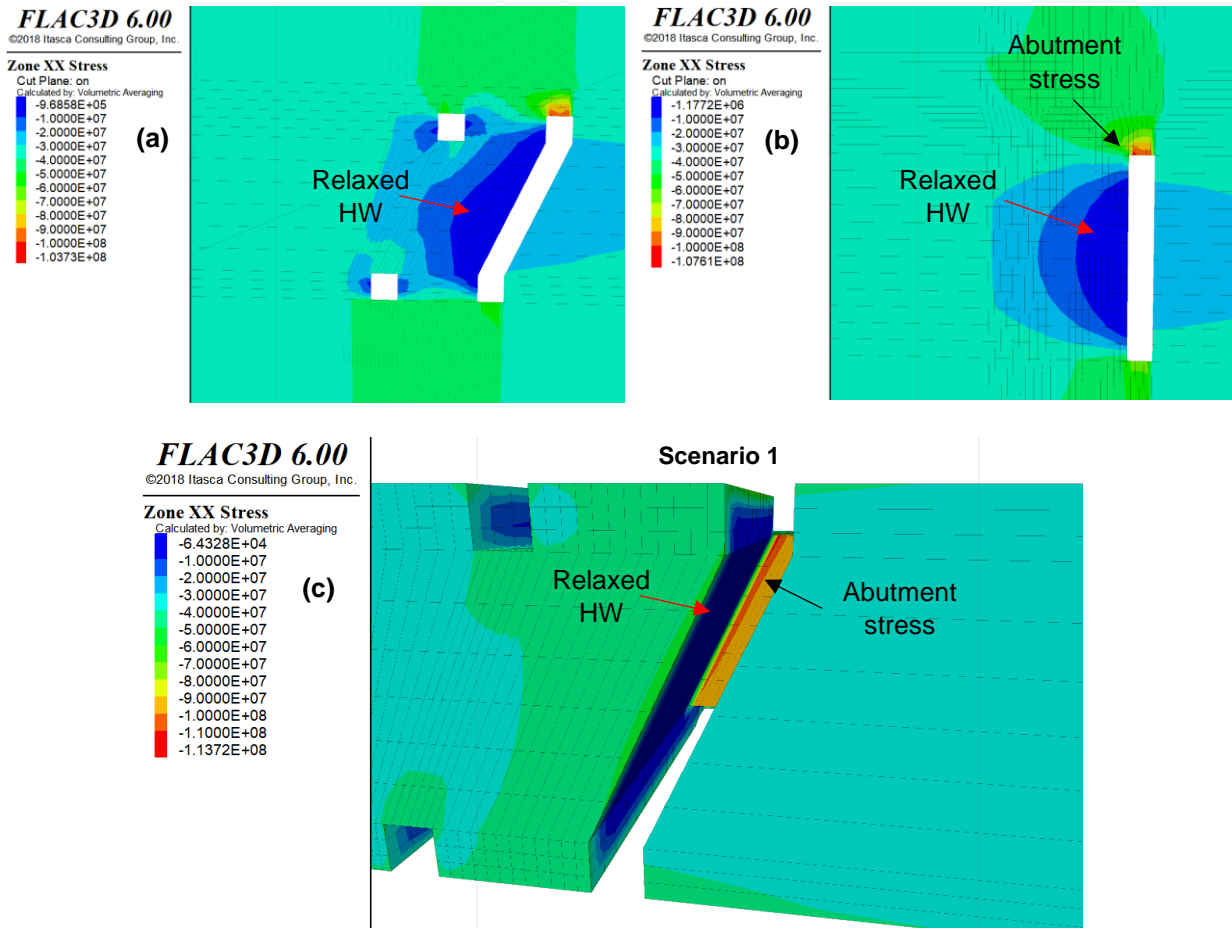 FLAC3D 6.00
©2018 Itasca Consulting Group, Inc.
Zone XX Stress
Cut Plane: on
Calculated by: Volumetric Averaging
-9.6858E+05
-1.0000E+07
-2.0000E+07
-3.0000E+07
-4.0000E+07
-5.0000E+07
-6.0000E+07
-7.0000E+07
-8.0000E+07
-9.0000E+07
-1.0000E+08
-1.0373E+08
(a)
Relaxed
HW
FLAC3D 6.00
©2018 Itasca Consulting Group, Inc.
Zone XX Stress
Cut Plane: on
Calculated by: Volumetric Averaging
-1.1772E+06
-1.0000E+07
-2.0000E+07
-3.0000E+07
-4.0000E+07
-5.0000E+07
-6.0000E+07
-7.0000E+07
-8.0000E+07
-9.0000E+07
-1.0000E+08
-1.0761E+08
(b)
Abutment
stress
Relaxed
HW
FLAC3D 6.00
©2018 Itasca Consulting Group, Inc.
Zone XX Stress
Calculated by: Volumetric Averaging
-6.4328E+04
-1.0000E+07
-2.0000E+07
-3.0000E+07
-4.0000E+07
-5.0000E+07
-6.0000E+07
-7.0000E+07
-8.0000E+07
-9.0000E+07
-1.0000E+08
-1.1000E+08
-1.1372E+08
(c)
Scenario 1
Relaxed
HW
Abutment
stress